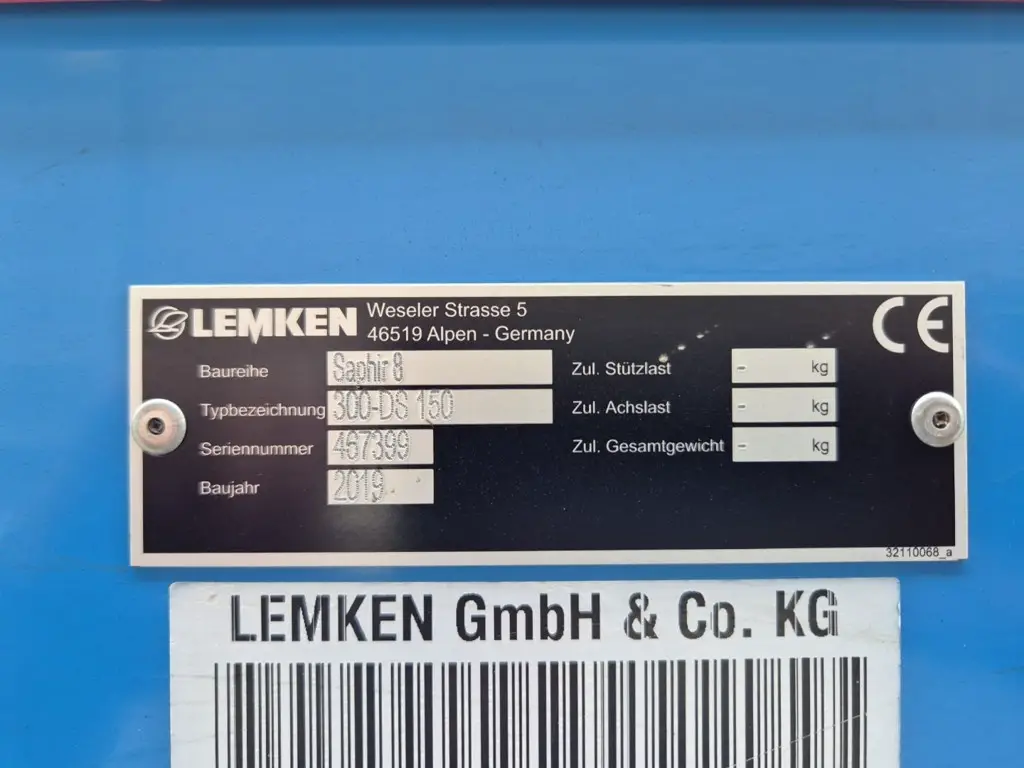 LEMKEN
Weseler Strasse 5
46519 Alpen - Germany
CE
Baureihe Saphir 8
Typbezeichnung 300-DS 150
Seriennummer 467399
Baujahr 2019
Zul. Stützlast - kg
Zul. Achslast - kg
Zul. Gesamtgewicht - kg
32110068_a
LEMKEN GmbH & Co. KG